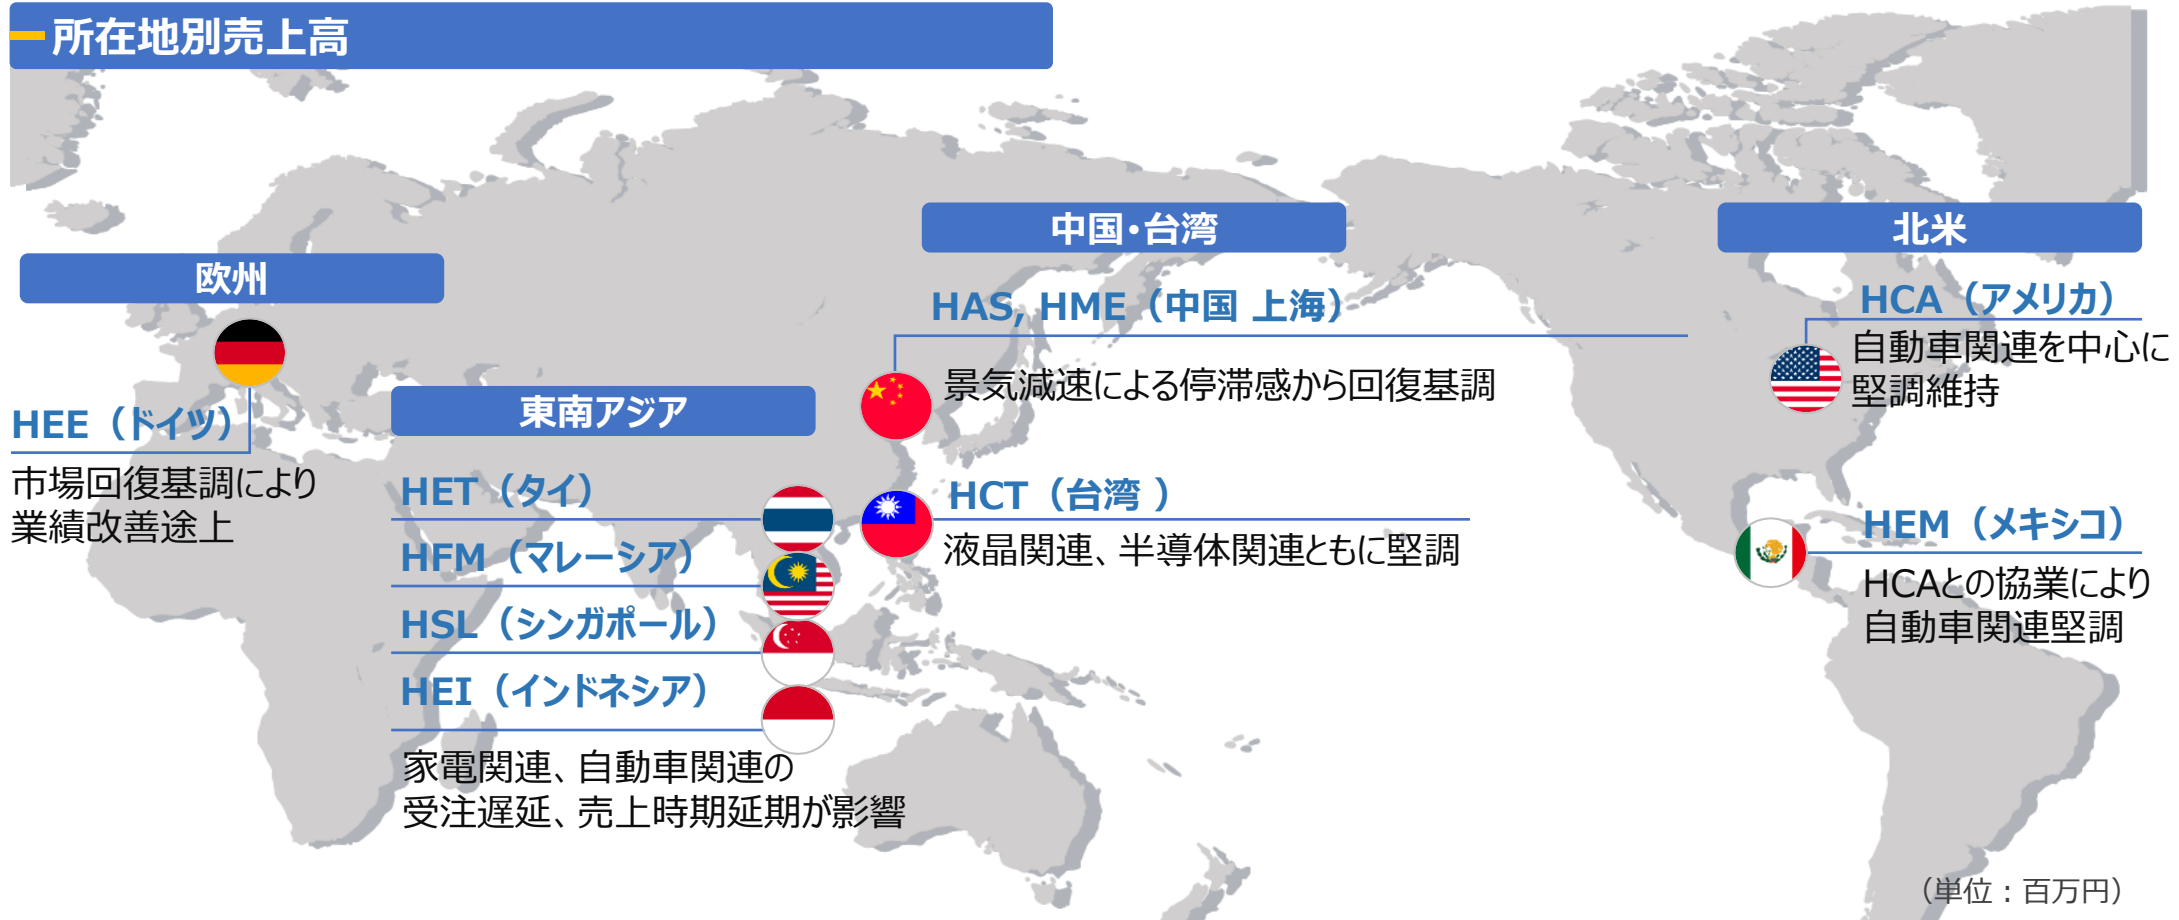 所在地別売上高
欧州
HEE（ドイツ）
市場回復基調により
業績改善途上
東南アジア
HET（タイ）
HFM（マレーシア）
HSL（シンガポール）
HEI（インドネシア）
家電関連、自動車関連の
受注遅延、売上時期延期が影響
中国・台湾
HAS, HME（中国 上海）
景気減速による停滞感から回復基調
HCT（台湾 ）
液晶関連、半導体関連ともに堅調
北米
HCA（アメリカ）
自動車関連を中心に
堅調維持
HEM（メキシコ）
HCAとの協業により
自動車関連堅調
（単位：百万円）